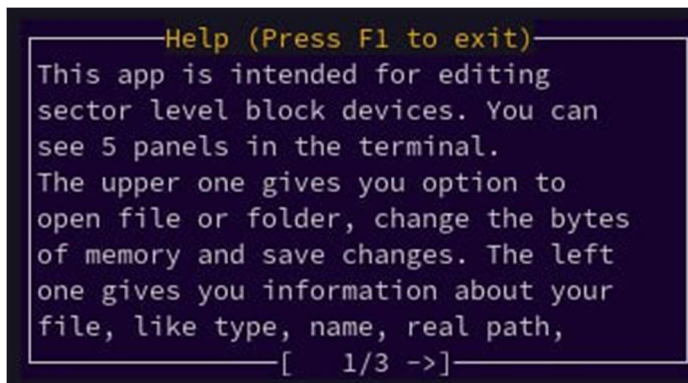 Help (Press F1 to exit)
This app is intended for editing
sector level block devices. You can
see 5 panels in the terminal.
The upper one gives you option to
open file or folder, change the bytes
of memory and save changes. The left
one gives you information about your
file, like type, name, real path,
[ 1/3 ->]